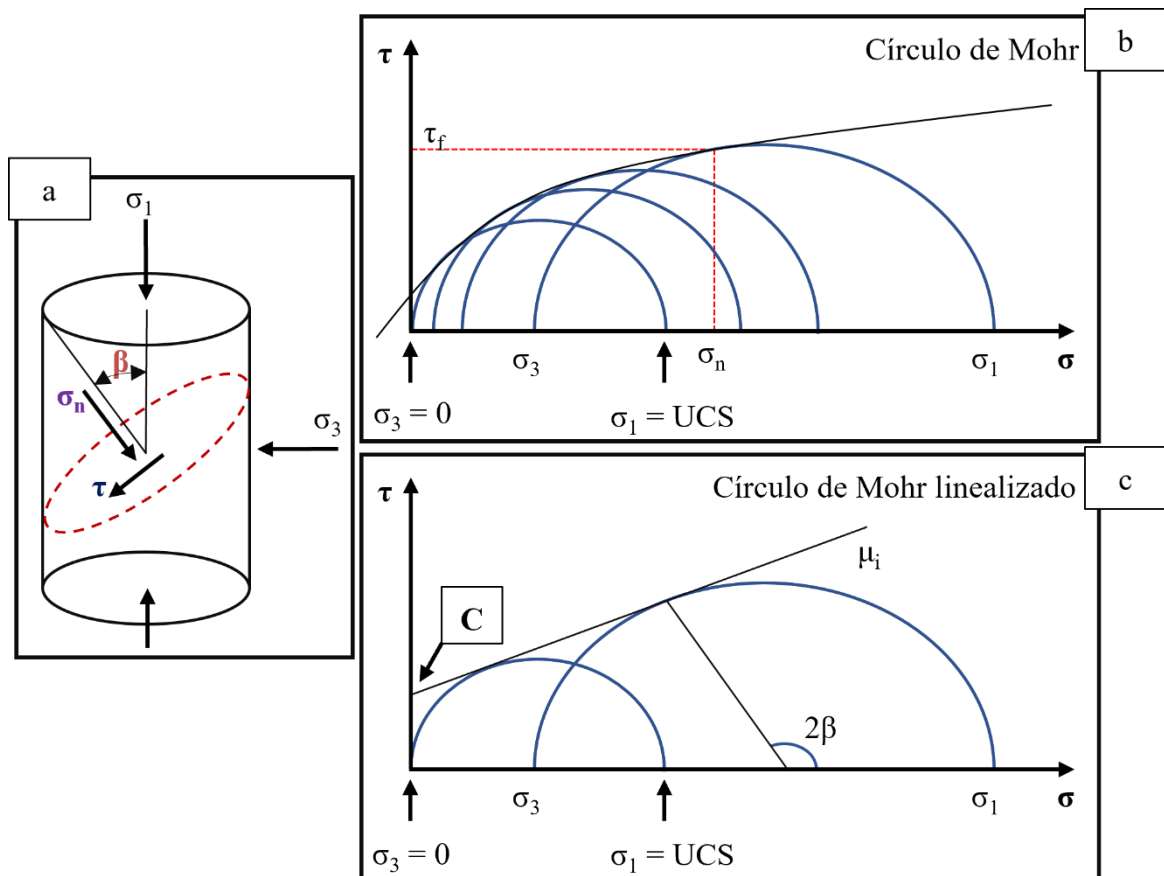 a
σ₁
β
σₙ
τ
σ₃
b
Círculo de Mohr
τ
τ_f
σ₃
σₙ
σ₁
σ
σ₃ = 0
σ₁ = UCS
c
Círculo de Mohr linealizado
τ
μᵢ
C
2β
σ₃
σ₁
σ
σ₃ = 0
σ₁ = UCS